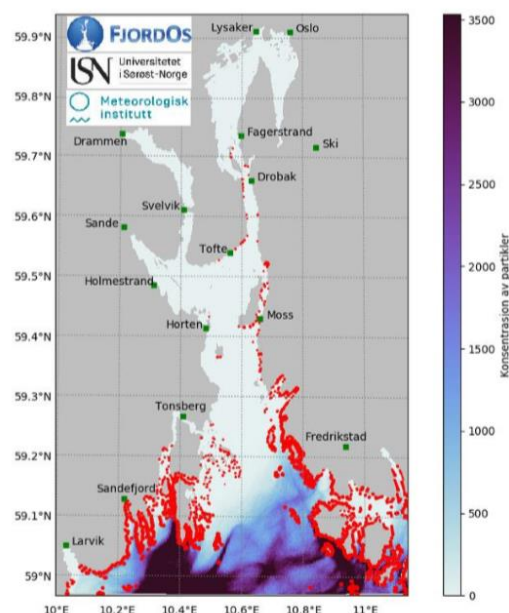 FJORDOS
USN Universitetet
i Sørøst-Norge
Meteorologisk
institutt
59.9°N
59.8°N
59.7°N
59.6°N
59.5°N
59.4°N
59.3°N
59.2°N
59.1°N
59°N
10°E
10.2°E
10.4°E
10.6°E
10.8°E
11°E
Lysaker
Oslo
Fagerstrand
Ski
Drammen
Drobak
Svelvik
Sande
Tofte
Holmestrand
Moss
Horten
Tonsberg
Fredrikstad
Sandefjord
Larvik
3500
3000
2500
2000
1500
1000
500
0
Konsentrasion av partikler